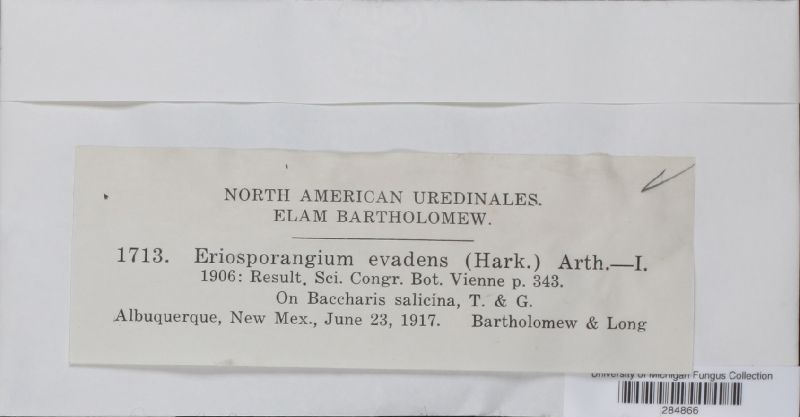 NORTH AMERICAN UREDINALES.
ELAM BARTHOLOMEW.
1713. Eriosporangium evadens (Hark.) Arth.—I.
1906: Result. Sci. Congr. Bot. Vienne p. 343.
On Baccharis salicina, T. & G.
Albuquerque, New Mex., June 23, 1917. Bartholomew & Long
University of Michigan Fungus Collection
284866